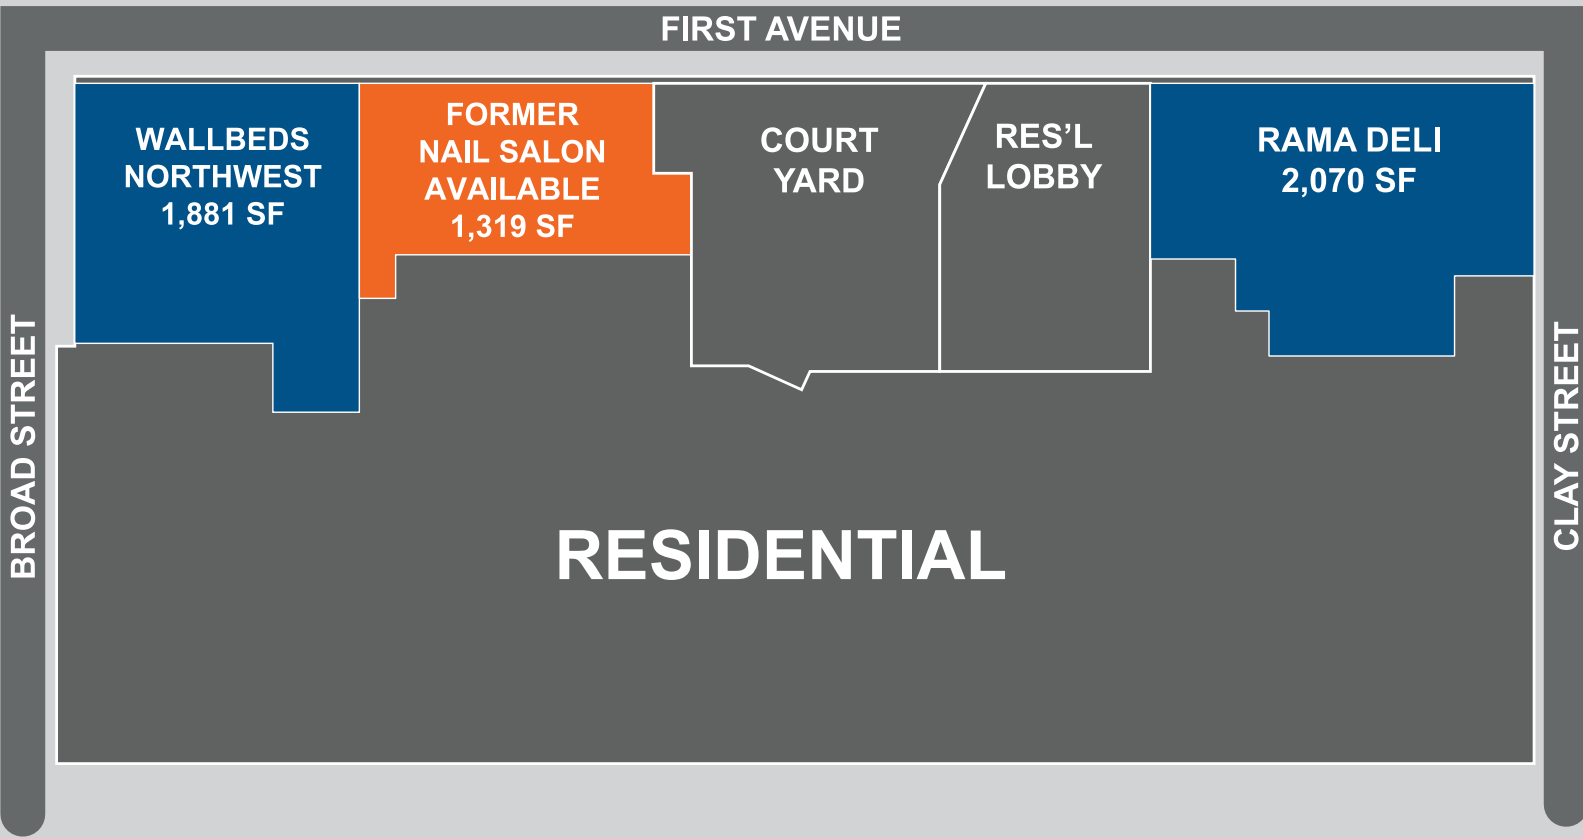 FIRST AVENUE
WALLBEDS
NORTHWEST
1,881 SF
FORMER
NAIL SALON
AVAILABLE
1,319 SF
COURT
YARD
RES’L
LOBBY
RAMA DELI
2,070 SF
BROAD STREET
CLAY STREET
RESIDENTIAL